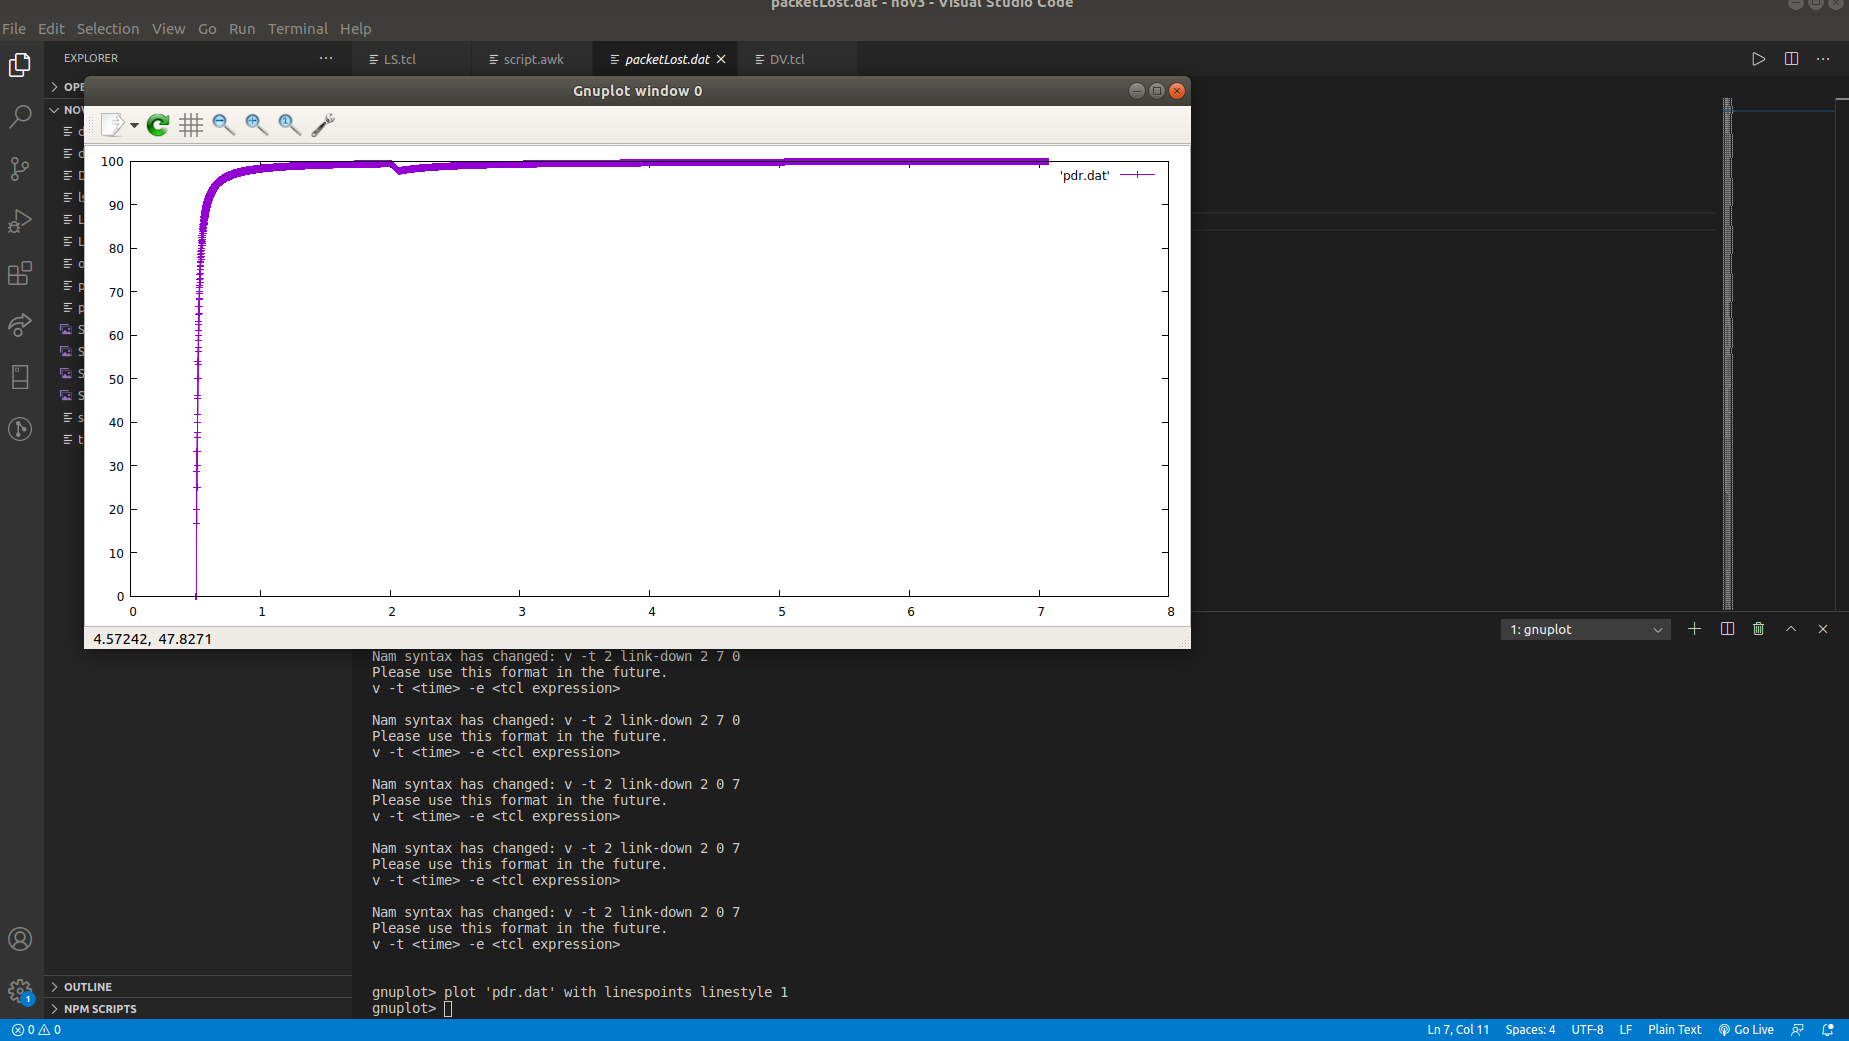 packetLost.dat - nov3 - Visual Studio Code
File Edit Selection View Go Run Terminal Help
EXPLORER
LS.tcl
script.awk
packetLost.dat
DV.tcl
Gnuplot window 0
100
90
80
70
60
50
40
30
20
10
0
0 1 2 3 4 5 6 7 8
'pdr.dat'
4.57242, 47.8271
1: gnuplot
Nam syntax has changed: v -t 2 link-down 2 7 0
Please use this format in the future.
v -t <time> -e <tcl expression>
Nam syntax has changed: v -t 2 link-down 2 7 0
Please use this format in the future.
v -t <time> -e <tcl expression>
Nam syntax has changed: v -t 2 link-down 2 0 7
Please use this format in the future.
v -t <time> -e <tcl expression>
Nam syntax has changed: v -t 2 link-down 2 0 7
Please use this format in the future.
v -t <time> -e <tcl expression>
Nam syntax has changed: v -t 2 link-down 2 0 7
Please use this format in the future.
v -t <time> -e <tcl expression>
gnuplot> plot 'pdr.dat' with linespoints linestyle 1
gnuplot>
OUTLINE
NPM SCRIPTS
1
0 0
Ln 7, Col 11 Spaces: 4 UTF-8 LF Plain Text Go Live